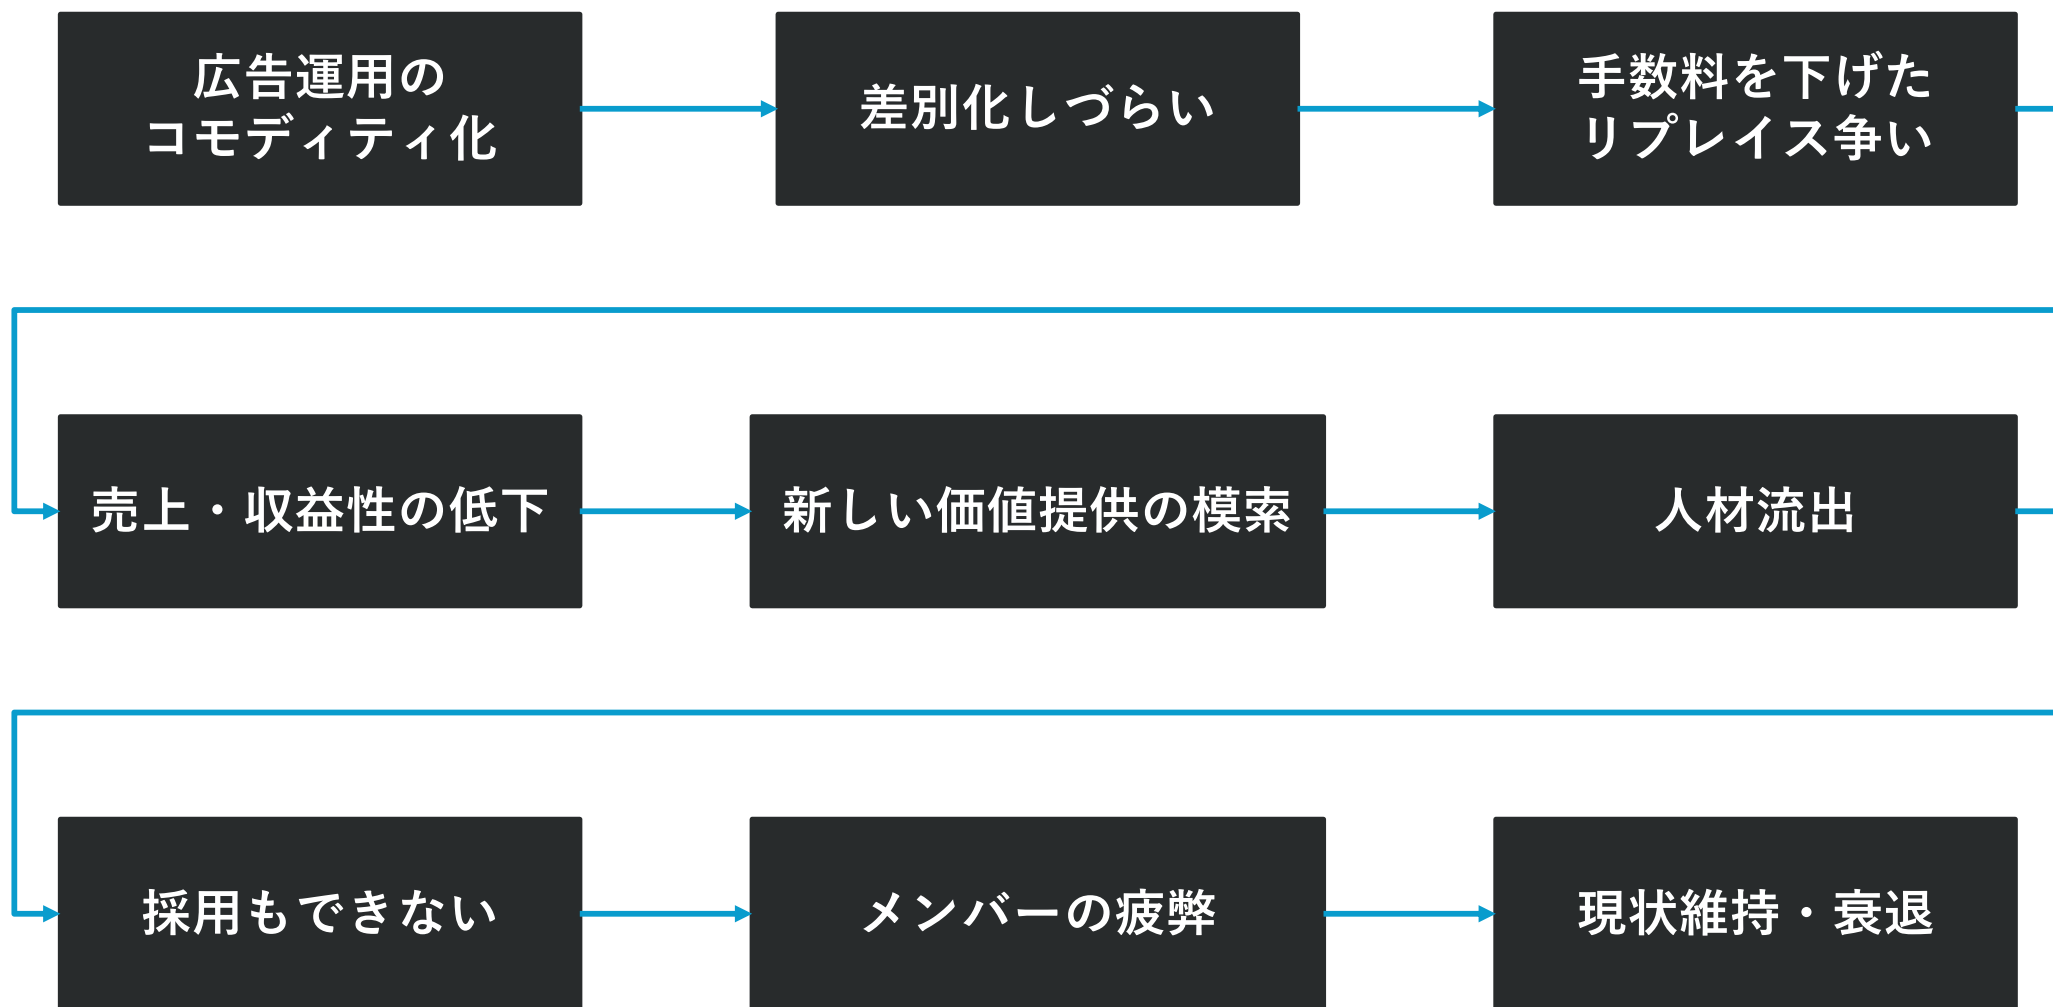 広告運用の
コモディティ化
差別化しづらい
手数料を下げた
リプレイス争い
売上・収益性の低下
新しい価値提供の模索
人材流出
採用もできない
メンバーの疲弊
現状維持・衰退